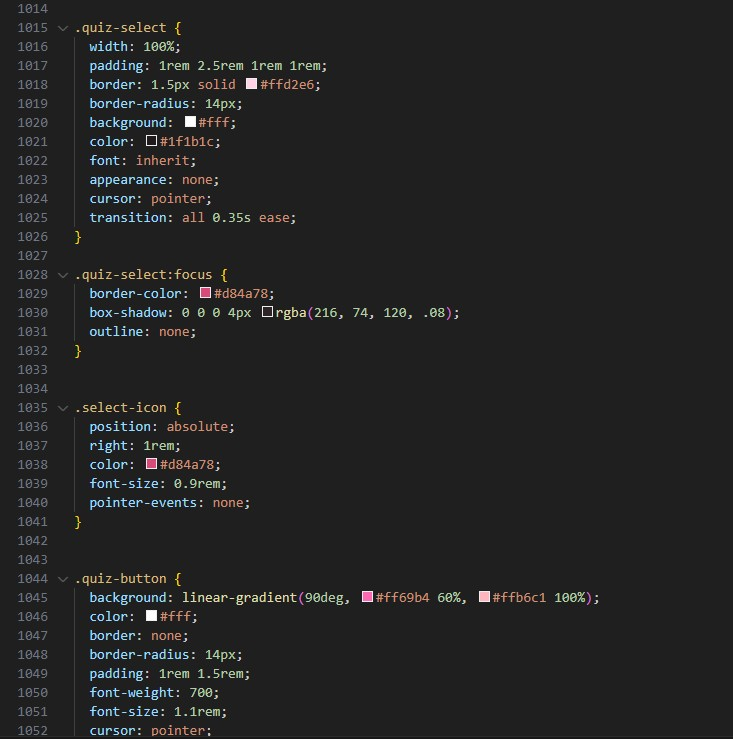 1014
1015 .quiz-select {
1016 width: 100%;
1017 padding: 1rem 2.5rem 1rem 1rem;
1018 border: 1.5px solid #ffd2e6;
1019 border-radius: 14px;
1020 background: #fff;
1021 color: #1f1b1c;
1022 font: inherit;
1023 appearance: none;
1024 cursor: pointer;
1025 transition: all 0.35s ease;
1026 }
1027
1028 .quiz-select:focus {
1029 border-color: #d84a78;
1030 box-shadow: 0 0 0 4px rgba(216, 74, 120, .08);
1031 outline: none;
1032 }
1033
1034
1035 .select-icon {
1036 position: absolute;
1037 right: 1rem;
1038 color: #d84a78;
1039 font-size: 0.9rem;
1040 pointer-events: none;
1041 }
1042
1043
1044 .quiz-button {
1045 background: linear-gradient(90deg, #ff69b4 60%, #ffb6c1 100%);
1046 color: #fff;
1047 border: none;
1048 border-radius: 14px;
1049 padding: 1rem 1.5rem;
1050 font-weight: 700;
1051 font-size: 1.1rem;
1052 cursor: pointer;